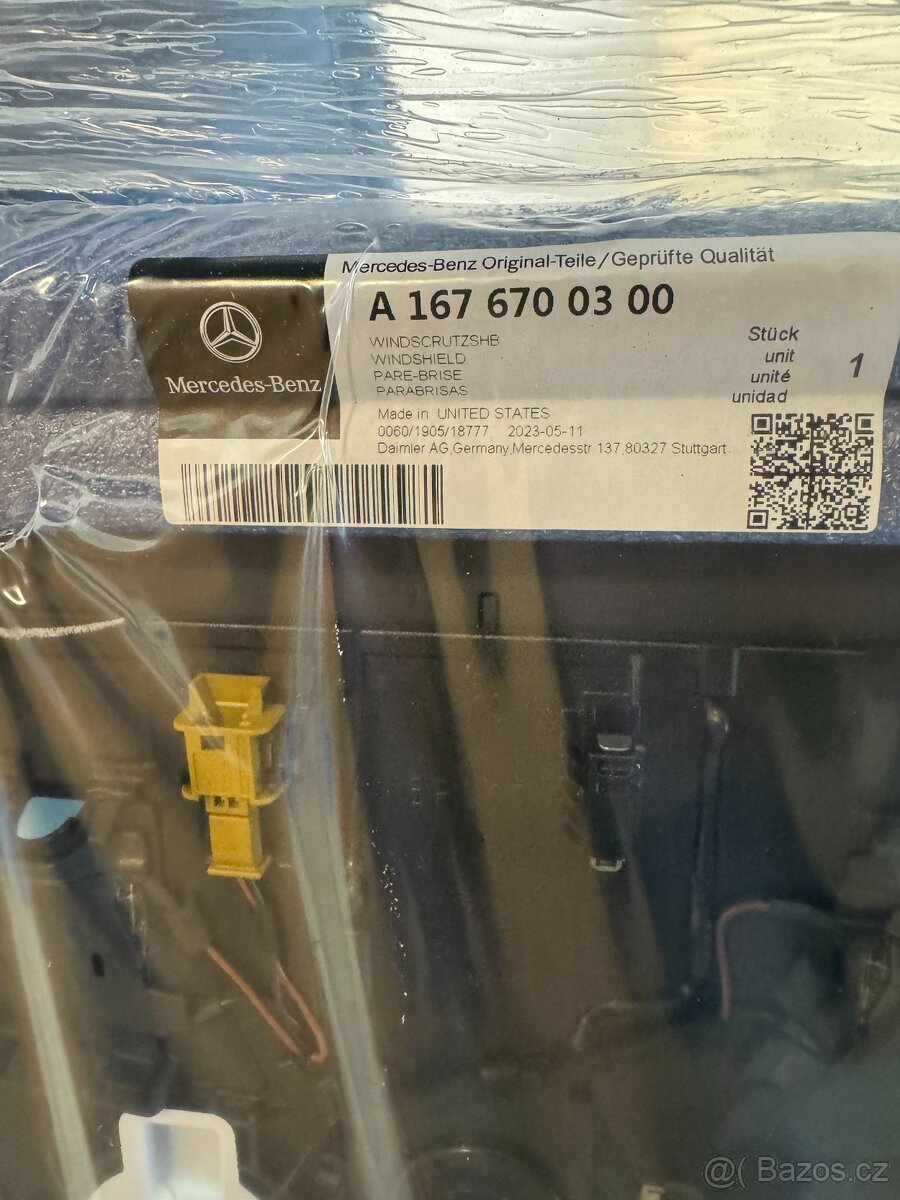 Mercedes-Benz Original-Teile/Geprüfte Qualität
A 167 670 03 00
Mercedes-Benz
WINDSCRUTZSHB
WINDSHIELD
PARE-BRISE
PARABRISAS
Stück
unit
unité
unidad
1
Made in UNITED STATES
0060/1905/18777 2023-05-11
Daimler AG,Germany,Mercedesstr 137,80327 Stuttgart.
@( Bazoš.cz